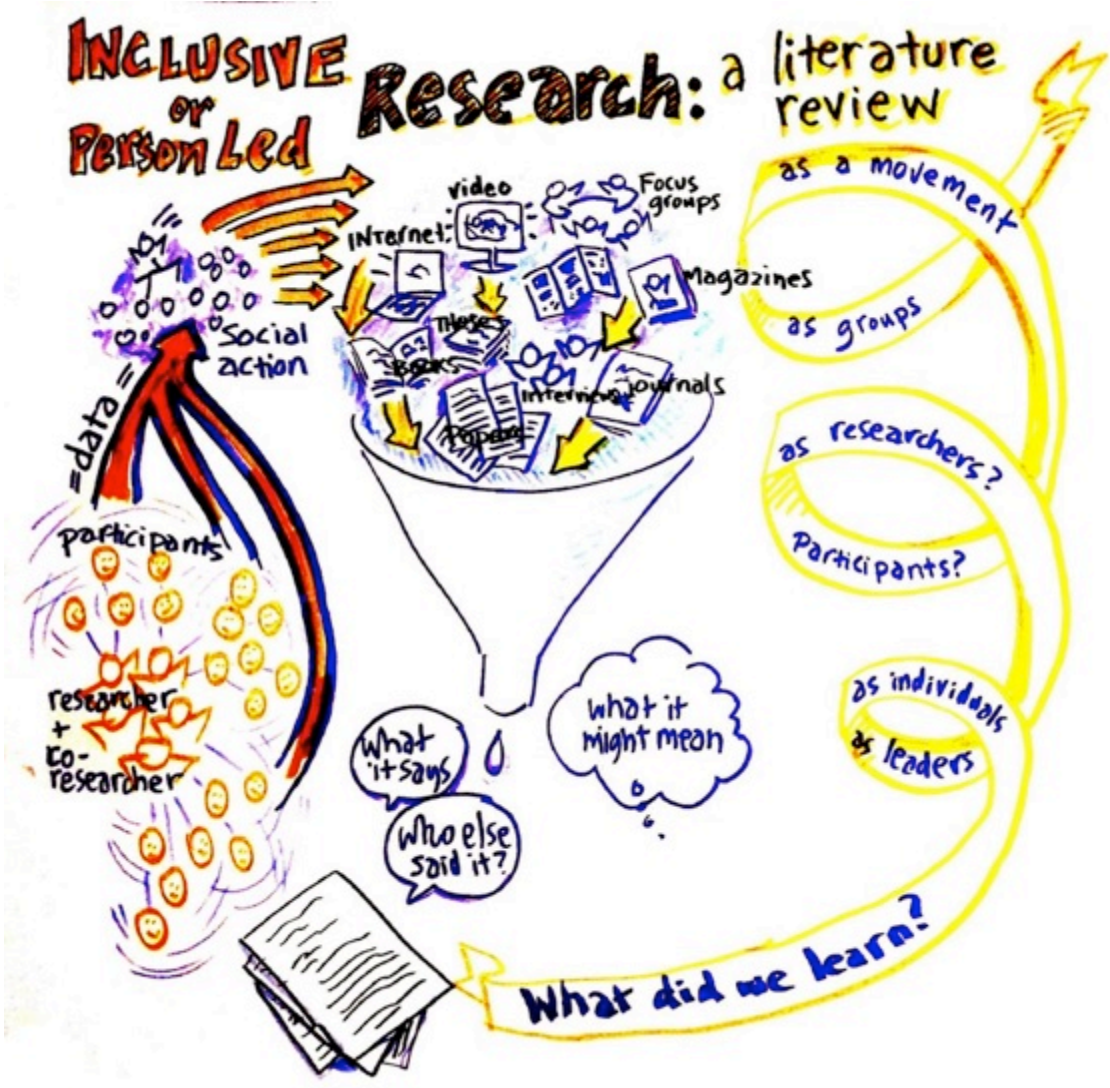 INCLUSIVE
or
Person Led
Research:
a literature
review
video
Focus
groups
INternet
Magazines
Theses
Books
Interviews
journals
Papers
Social
action
=data=
participants
researcher
+
co-
researcher
what
it says
who else
said it?
what it
might mean
as a movement
as groups
as researchers?
Participants?
as individuals
as leaders
What did we learn?